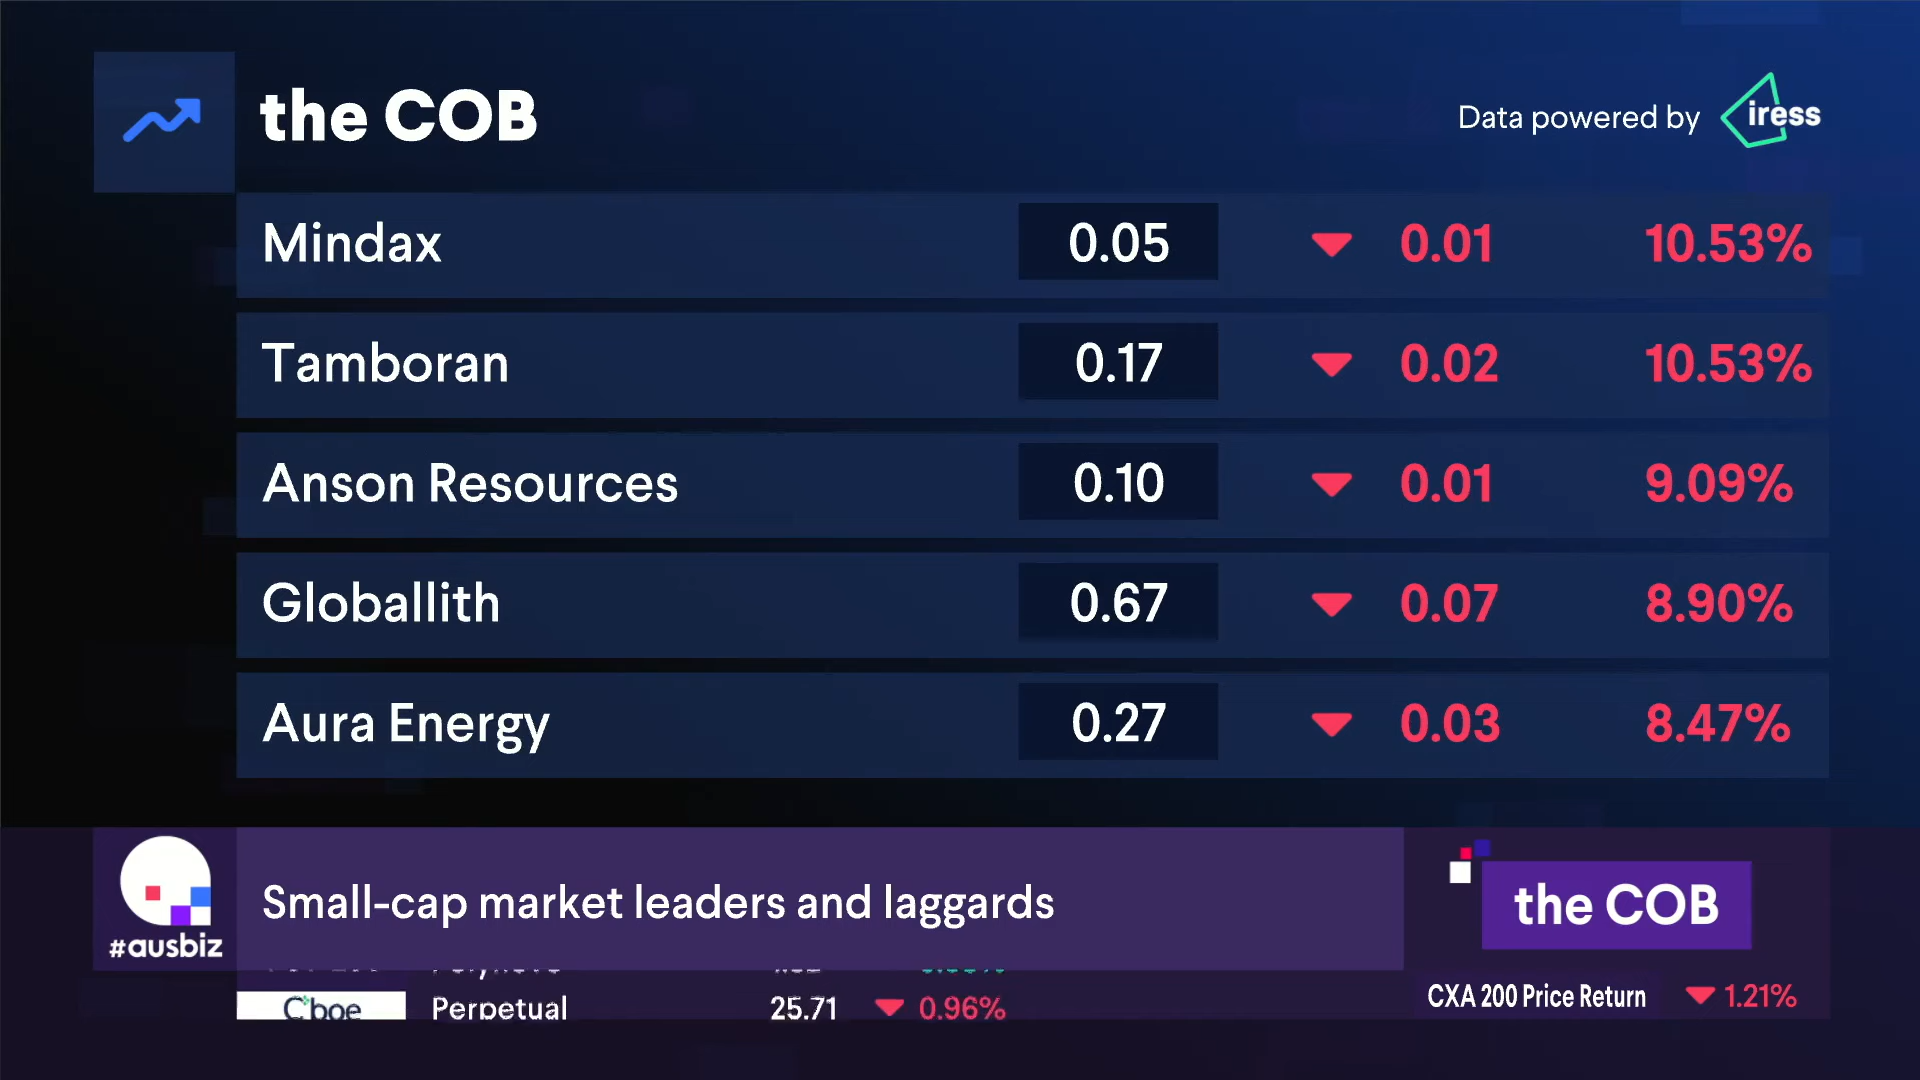 the COB
Data powered by iress
Mindax 0.05 ▼ 0.01 10.53%
Tamboran 0.17 ▼ 0.02 10.53%
Anson Resources 0.10 ▼ 0.01 9.09%
Globallith 0.67 ▼ 0.07 8.90%
Aura Energy 0.27 ▼ 0.03 8.47%
Small-cap market leaders and laggards
the COB
#ausbiz
Cboe Perpetual 25.71 ▼ 0.96%
CXA 200 Price Return ▼ 1.21%